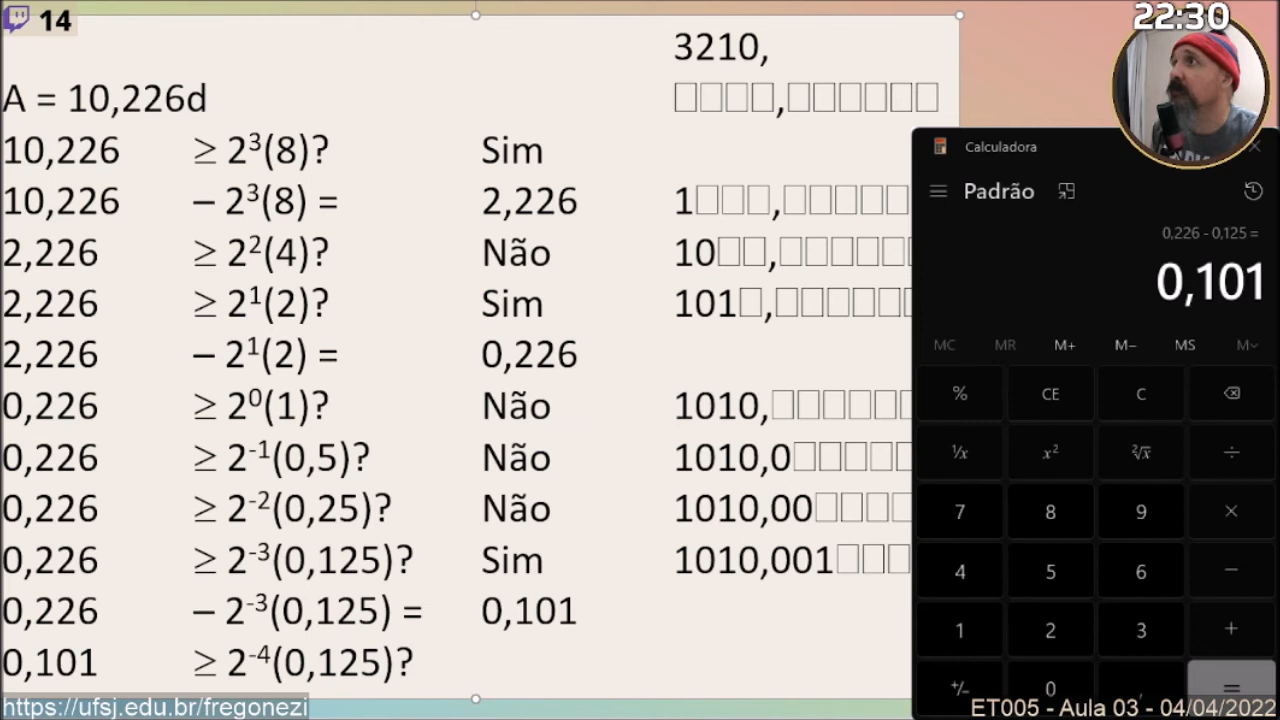 14
22:30
3210,
A = 10,226d □□□□,□□□□□□
10,226 ≥ 2³(8)? Sim
10,226 – 2³(8) = 2,226 1□□□,□□□□□
2,226 ≥ 2²(4)? Não 10□□,□□□□□□
2,226 ≥ 2¹(2)? Sim 101□,□□□□□□
2,226 – 2¹(2) = 0,226
0,226 ≥ 2⁰(1)? Não 1010,□□□□□□
0,226 ≥ 2⁻¹(0,5)? Não 1010,0□□□□□
0,226 ≥ 2⁻²(0,25)? Não 1010,00□□□□
0,226 ≥ 2⁻³(0,125)? Sim 1010,001□□□
0,226 – 2⁻³(0,125) = 0,101
0,101 ≥ 2⁻⁴(0,125)?
Calculadora
Padrão
0,226 - 0,125 =
0,101
MC MR M+ M− MS M˅
% CE C ⌫
¹/x x² ²√x ÷
7 8 9 ×
4 5 6 −
1 2 3 +
+/− 0 , =
https://ufsj.edu.br/fregonezi
ET005 - Aula 03 - 04/04/2022